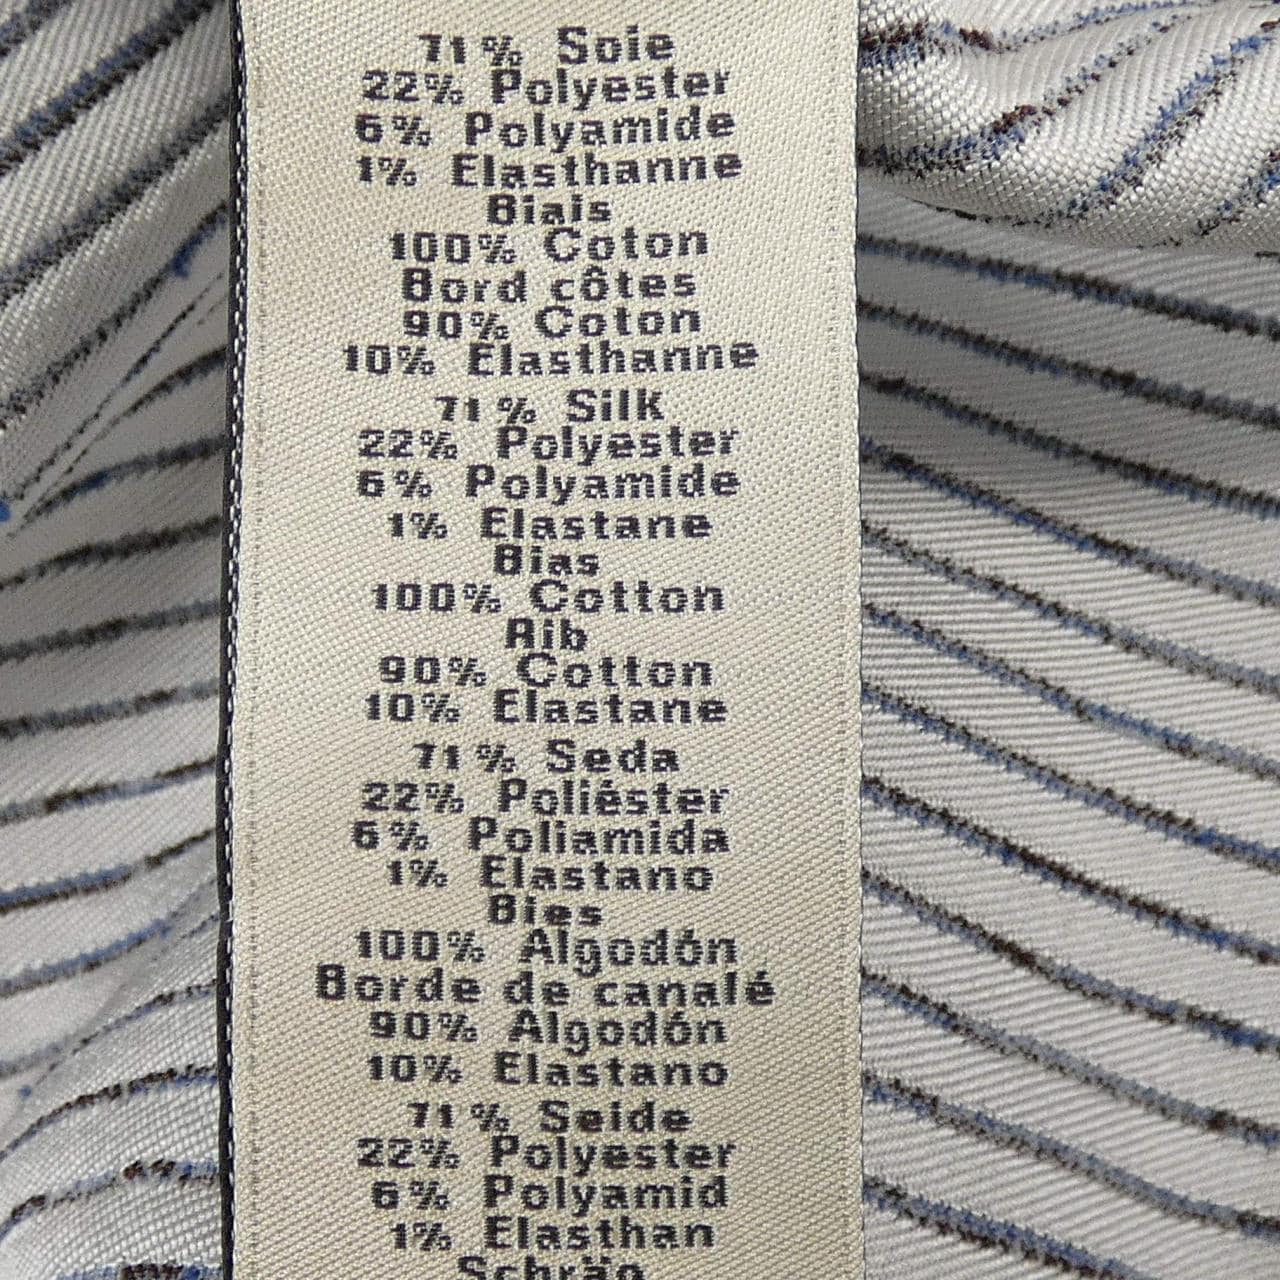 71% Soie
22% Polyester
6% Polyamide
1% Elasthanne
Biais
100% Coton
Bord côtes
90% Coton
10% Elasthanne
71% Silk
22% Polyester
6% Polyamide
1% Elastane
Bias
100% Cotton
Rib
90% Cotton
10% Elastane
71% Seda
22% Poliéster
6% Poliamida
1% Elastano
Bies
100% Algodón
Borde de canalé
90% Algodón
10% Elastano
71% Seide
22% Polyester
6% Polyamid
1% Elasthan
Schräg